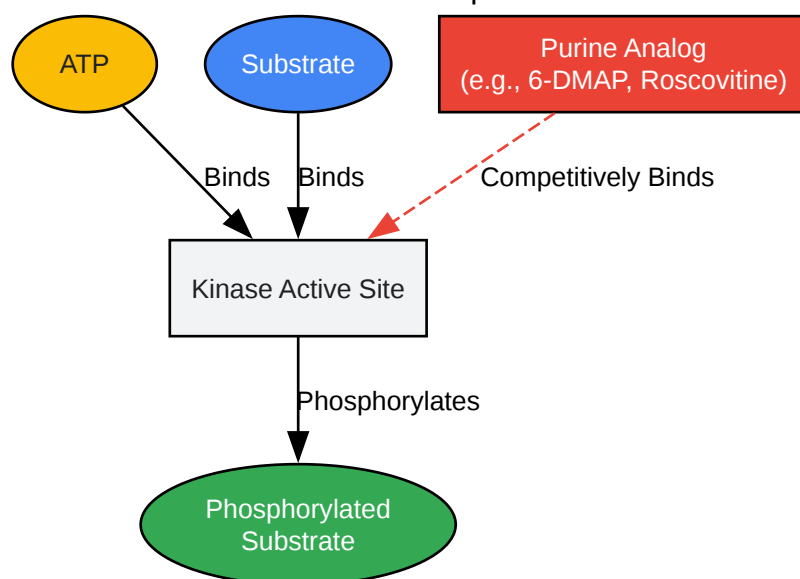 ATP
Substrate
Purine Analog
(e.g., 6-DMAP, Roscovitine)
Binds
Binds
Competitively Binds
Kinase Active Site
Phosphorylates
Phosphorylated
Substrate